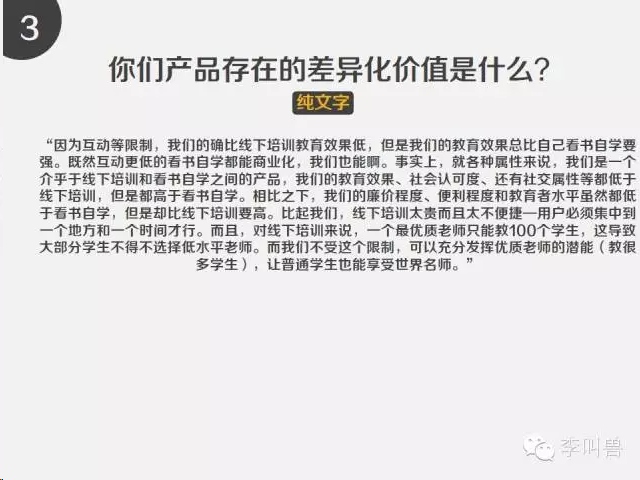 3
你们产品存在的差异化价值是什么？
纯文字
“因为互动等限制，我们的确比线下培训教育效果低，但是我们的教育效果总比自己看书自学要
强。既然互动更低的看书自学都能商业化，我们也能啊。事实上，就各种属性来说，我们是一个
介乎于线下培训和看书自学之间的产品，我们的教育效果、社会认可度、还有社交属性等都低于
线下培训，但是都高于看书自学。相比之下，我们的廉价程度、便利程度和教育者水平虽然都低
于看书自学，但是却比线下培训要高。比起我们，线下培训太贵而且太不便捷—用户必须集中到
一个地方和一个时间才行。而且，对线下培训来说，一个最优质老师只能教100个学生，这导致
大部分学生不得不选择低水平老师。而我们不受这个限制，可以充分发挥优质老师的潜能（教很
多学生），让普通学生也能享受世界名师。”
李叫兽